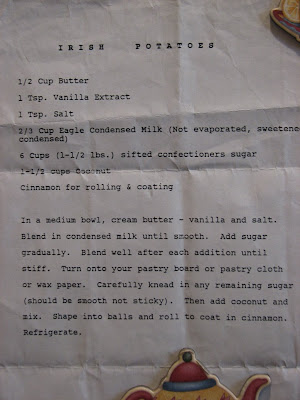 IRISH POTATOES
1/2 Cup Butter
1 Tsp. Vanilla Extract
1 Tsp. Salt
2/3 Cup Eagle Condensed Milk (Not evaporated, sweetene
condensed)
6 Cups (1-1/2 lbs.) sifted confectioners sugar
1-1/2 cups Coconut
Cinnamon for rolling & coating
In a medium bowl, cream butter - vanilla and salt.
Blend in condensed milk until smooth. Add sugar
gradually. Blend well after each addition until
stiff. Turn onto your pastry board or pastry cloth
or wax paper. Carefully knead in any remaining sugar
(should be smooth not sticky). Then add coconut and
mix. Shape into balls and roll to coat in cinnamon.
Refrigerate.